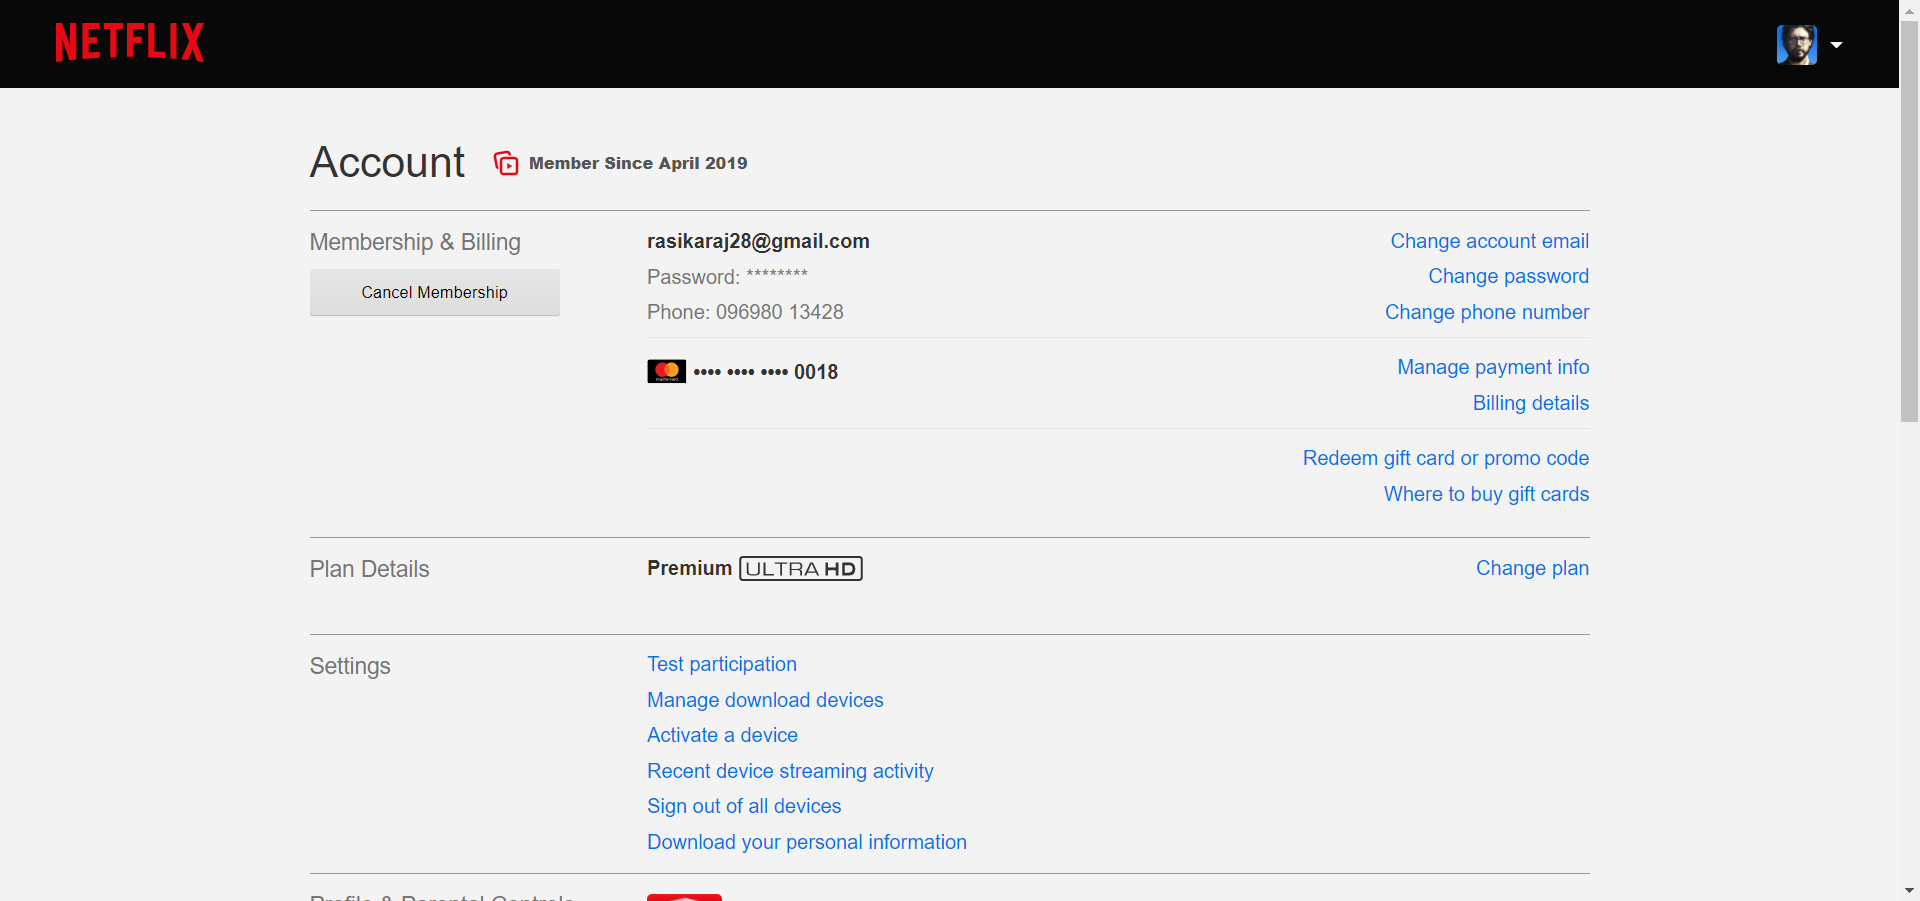 NETFLIX
Account
Member Since April 2019
Membership & Billing
Cancel Membership
rasikaraj28@gmail.com
Password: ********
Phone: 096980 13428
Change account email
Change password
Change phone number
•••• •••• •••• 0018
Manage payment info
Billing details
Redeem gift card or promo code
Where to buy gift cards
Plan Details
Premium ULTRA HD
Change plan
Settings
Test participation
Manage download devices
Activate a device
Recent device streaming activity
Sign out of all devices
Download your personal information
Profile & Parental Controls